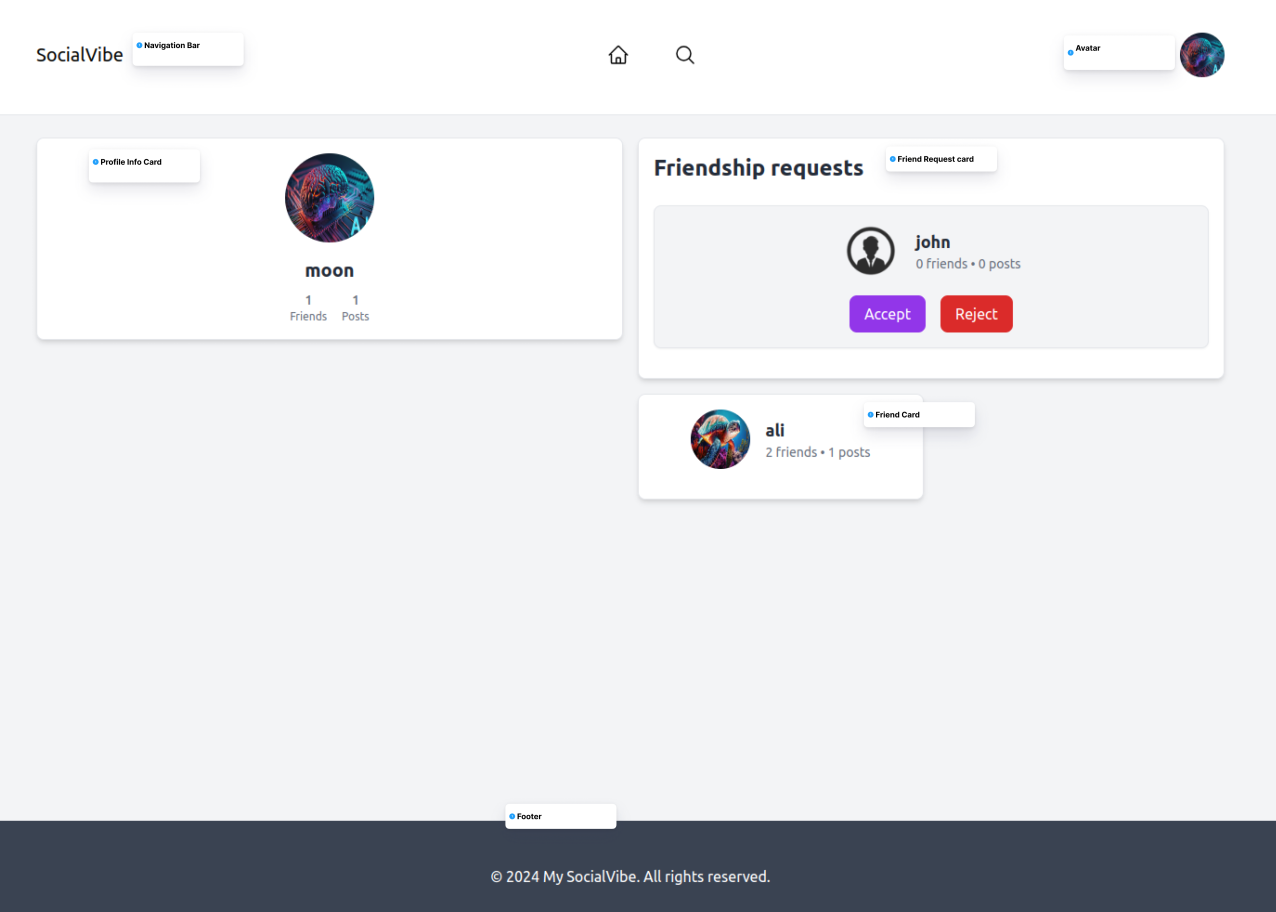 SocialVibe
Navigation Bar
Avatar
Profile Info Card
moon
1 1
Friends Posts
Friendship requests
Friend Request card
john
0 friends • 0 posts
Accept Reject
ali
2 friends • 1 posts
Friend Card
Footer
© 2024 My SocialVibe. All rights reserved.